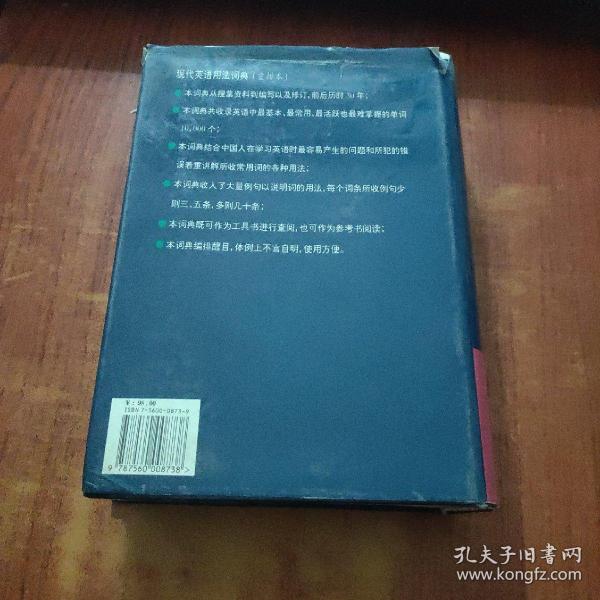 现代英语用法词典(重排本)
本词典从搜集资料到编写以及修订,前后历时30年;
本词典共收录英语中最基本、最常用、最活跃也最难掌握的单词
10,000个;
本词典结合中国人在学习英语时最容易产生的问题和所犯的错
误着重讲解所收常用词的各种用法;
本词典收入了大量例句以说明词的用法,每个词条所收例句少
则三、五条,多则几十条;
本词典既可作为工具书进行查阅,也可作为参考书阅读;
本词典编排醒目,体例上不言自明,使用方便。
¥:98.00
ISBN 7-5600-0873-9
9 787560 008738 >
孔夫子旧书网
www.kongfz.com